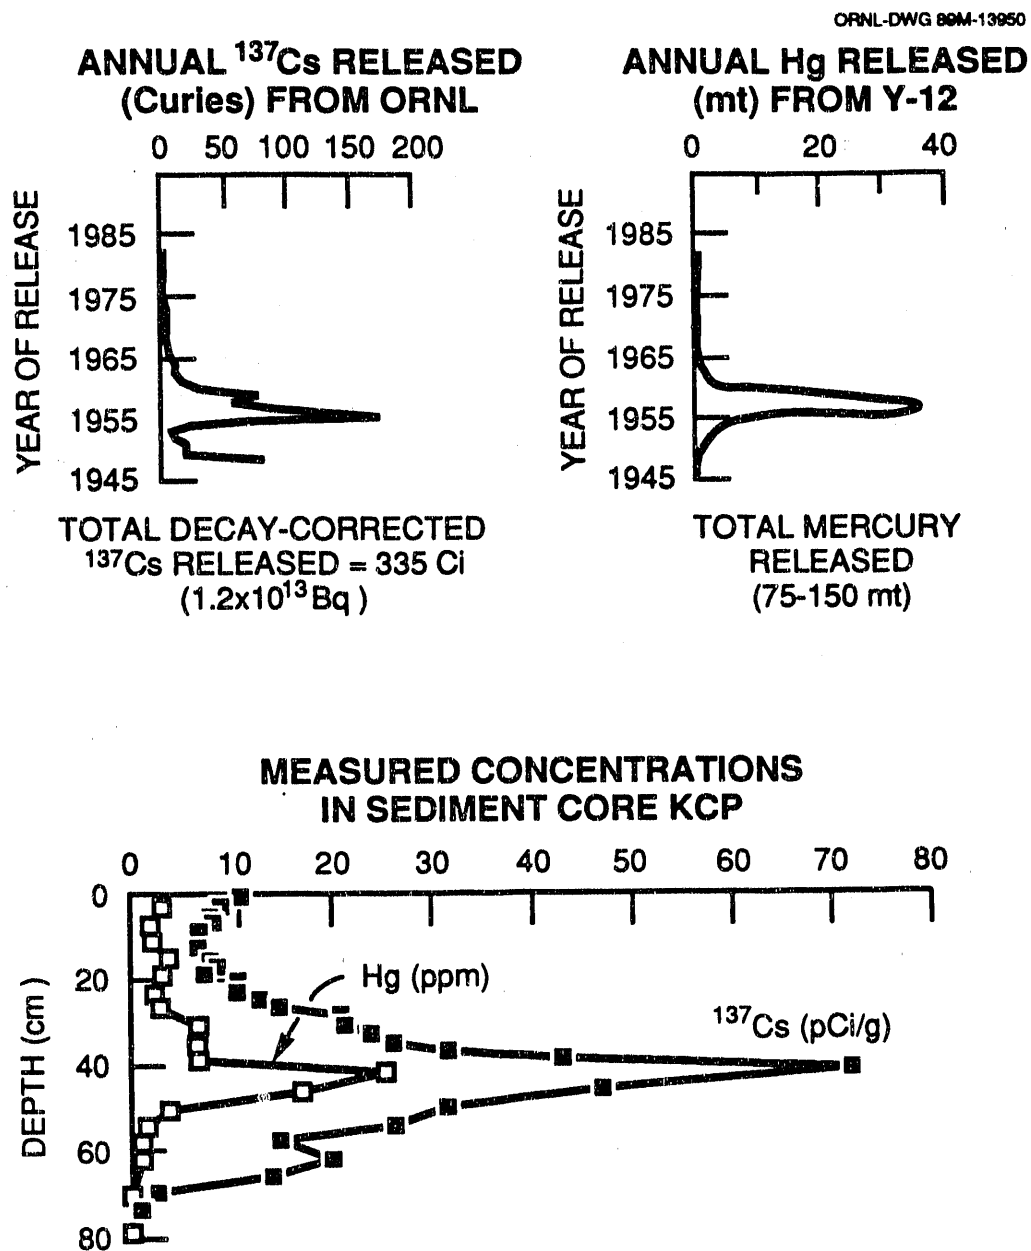 ORNL-DWG 89M-13950
ANNUAL ¹³⁷Cs RELEASED
(Curies) FROM ORNL
0 50 100 150 200
YEAR OF RELEASE
1985
1975
1965
1955
1945
TOTAL DECAY-CORRECTED
¹³⁷Cs RELEASED = 335 Ci
(1.2x10¹³ Bq )
ANNUAL Hg RELEASED
(mt) FROM Y-12
0 20 40
YEAR OF RELEASE
1985
1975
1965
1955
1945
TOTAL MERCURY
RELEASED
(75-150 mt)
MEASURED CONCENTRATIONS
IN SEDIMENT CORE KCP
0 10 20 30 40 50 60 70 80
DEPTH (cm )
0
20
40
60
80
Hg (ppm)
¹³⁷Cs (pCi/g)